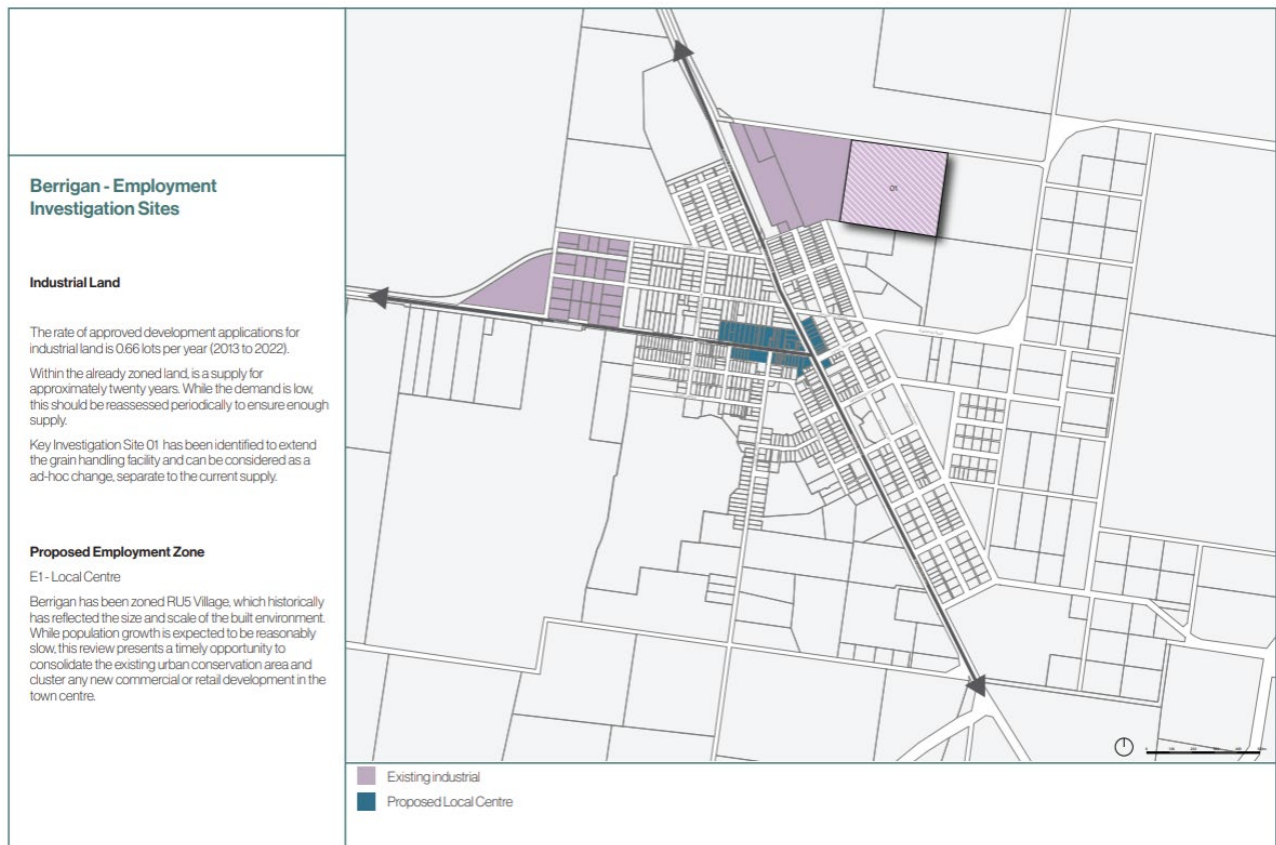 Berrigan - Employment
Investigation Sites
Industrial Land
The rate of approved development applications for
industrial land is 0.66 lots per year (2013 to 2022).
Within the already zoned land, is a supply for
approximately twenty years. While the demand is low,
this should be reassessed periodically to ensure enough
supply.
Key Investigation Site 01 has been identified to extend
the grain handling facility and can be considered as a
ad-hoc change, separate to the current supply.
Proposed Employment Zone
E1 - Local Centre
Berrigan has been zoned RU5 Village, which historically
has reflected the size and scale of the built environment.
While population growth is expected to be reasonably
slow, this review presents a timely opportunity to
consolidate the existing urban conservation area and
cluster any new commercial or retail development in the
town centre.
01
Existing industrial
Proposed Local Centre